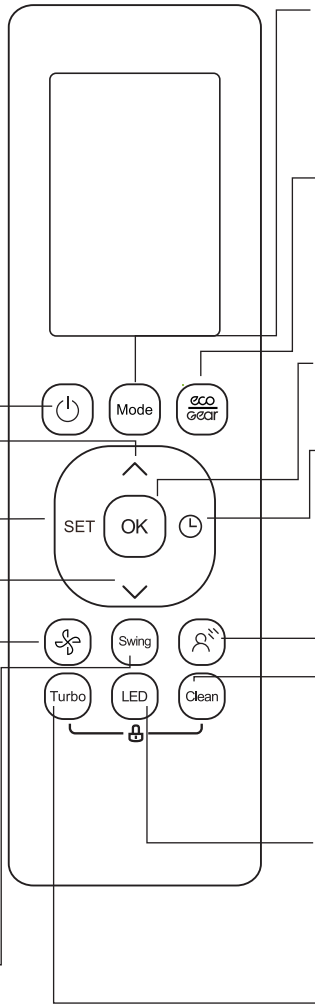 Mode
eco
Gear
SET
OK
Swing
Turbo
LED
Clean